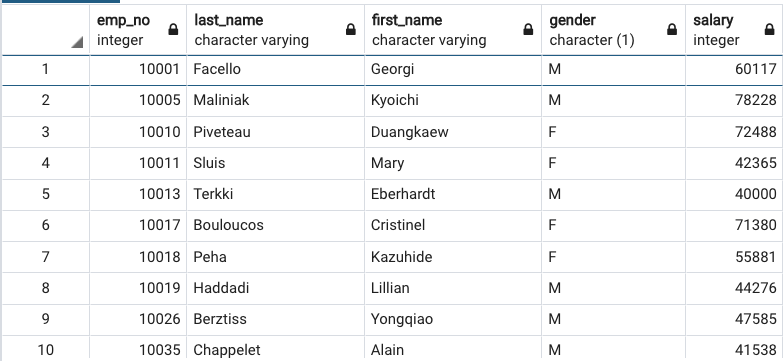 emp_no last_name first_name gender salary
integer character varying character varying character (1) integer
1 10001 Facello Georgi M 60117
2 10005 Maliniak Kyoichi M 78228
3 10010 Piveteau Duangkaew F 72488
4 10011 Sluis Mary F 42365
5 10013 Terkki Eberhardt M 40000
6 10017 Bouloucos Cristinel F 71380
7 10018 Peha Kazuhide F 55881
8 10019 Haddadi Lillian M 44276
9 10026 Berztiss Yongqiao M 47585
10 10035 Chappelet Alain M 41538